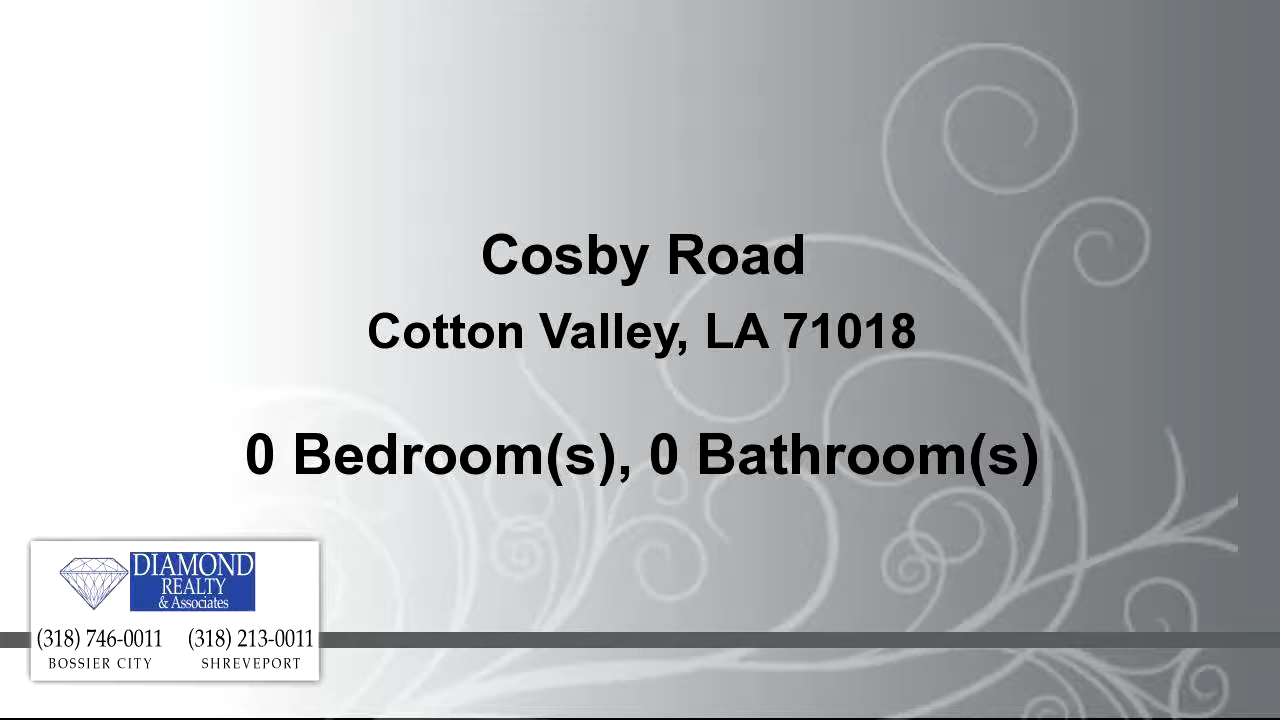 Cosby Road
Cotton Valley, LA 71018
0 Bedroom(s), 0 Bathroom(s)
DIAMOND
REALTY
& Associates
(318) 746-0011 (318) 213-0011
BOSSIER CITY SHREVEPORT